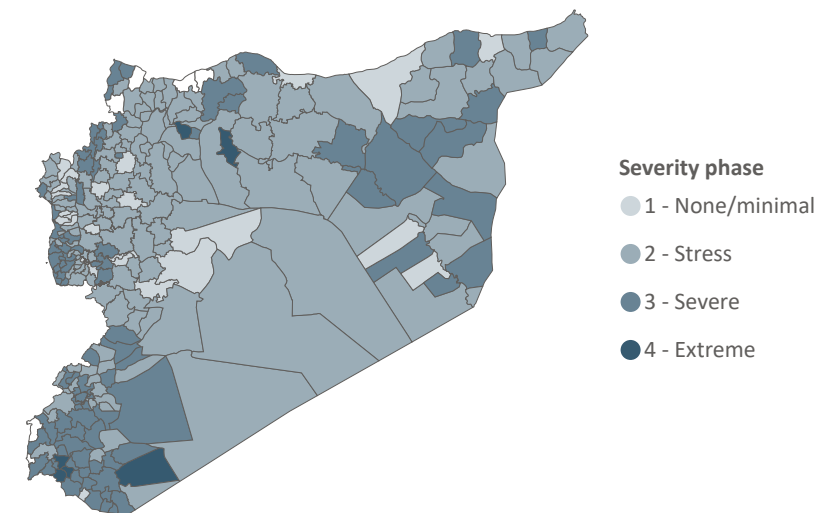 Severity phase
1 - None/minimal
2 - Stress
3 - Severe
4 - Extreme